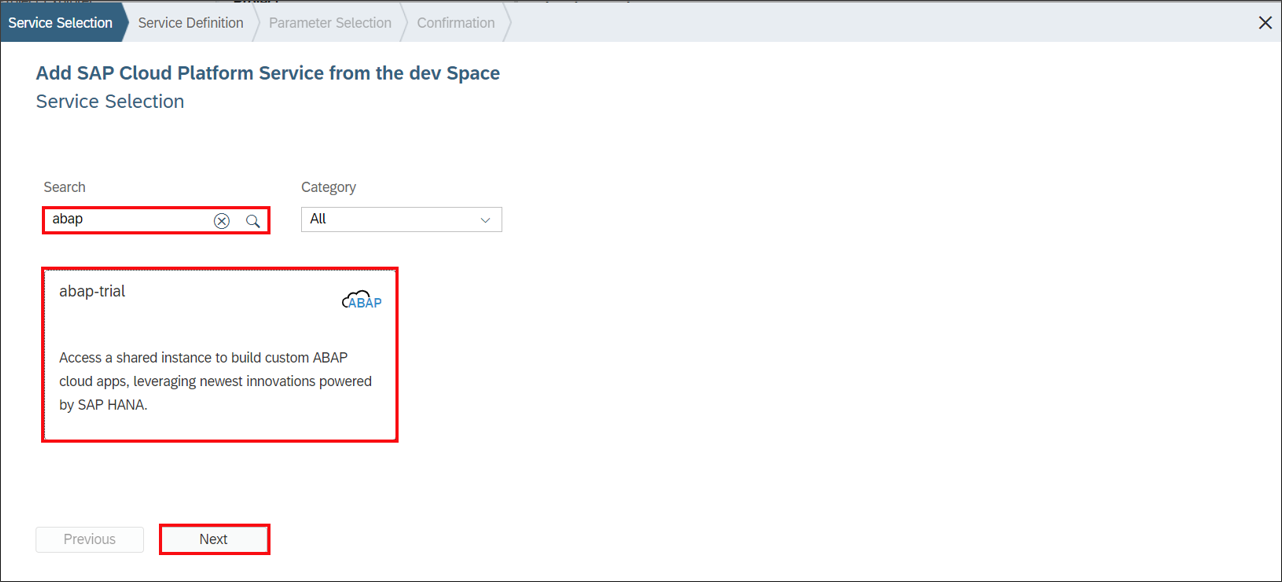 Service Selection
Service Definition
Parameter Selection
Confirmation
Add SAP Cloud Platform Service from the dev Space
Service Selection
Search
Category
abap
All
abap-trial
ABAP
Access a shared instance to build custom ABAP
cloud apps, leveraging newest innovations powered
by SAP HANA.
Previous
Next